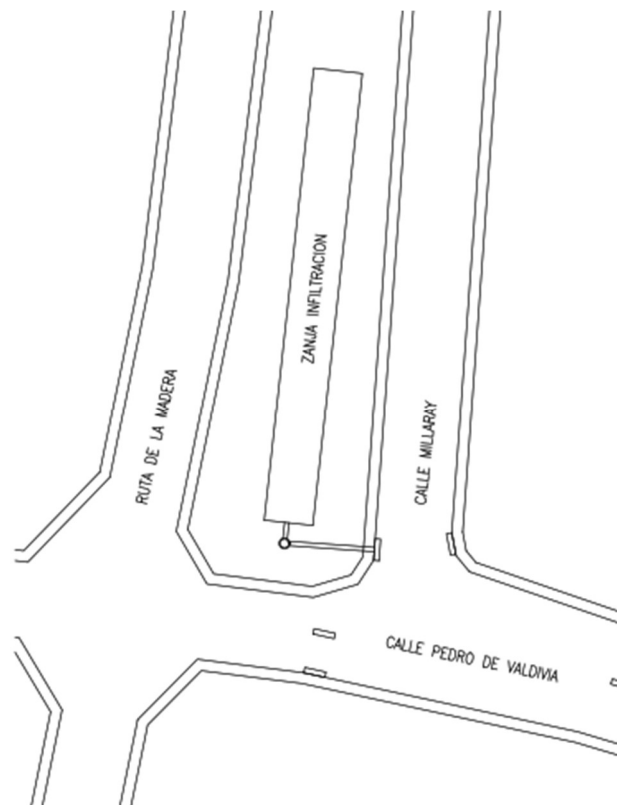 ZANJA INFILTRACION
RUTA DE LA MADERA
CALLE MILLARAY
CALLE PEDRO DE VALDIVIA